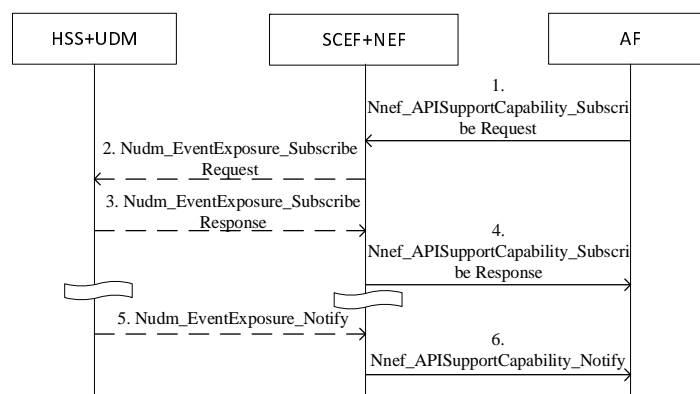 HSS+UDM
SCEF+NEF
AF
1.
Nnef_APISupportCapability_Subscri
be Request
2. Nudm_EventExposure_Subscribe
Request
3. Nudm_EventExposure_Subscribe
Response
4.
Nnef_APISupportCapability_Subscri
be Response
5. Nudm_EventExposure_Notify
6.
Nnef_APISupportCapability_Notify